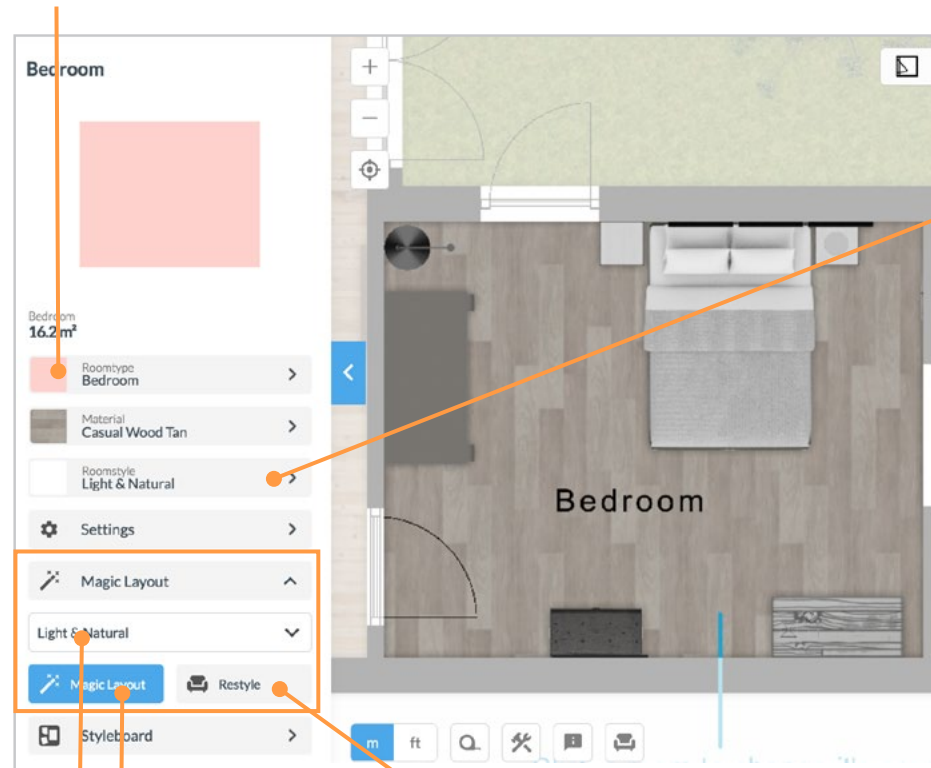 Bedroom
Bedroom
16.2 m²
Roomtype
Bedroom
Material
Casual Wood Tan
Roomstyle
Light & Natural
Settings
Magic Layout
Light & Natural
Magic Layout
Restyle
Styleboard
Bedroom
m
ft